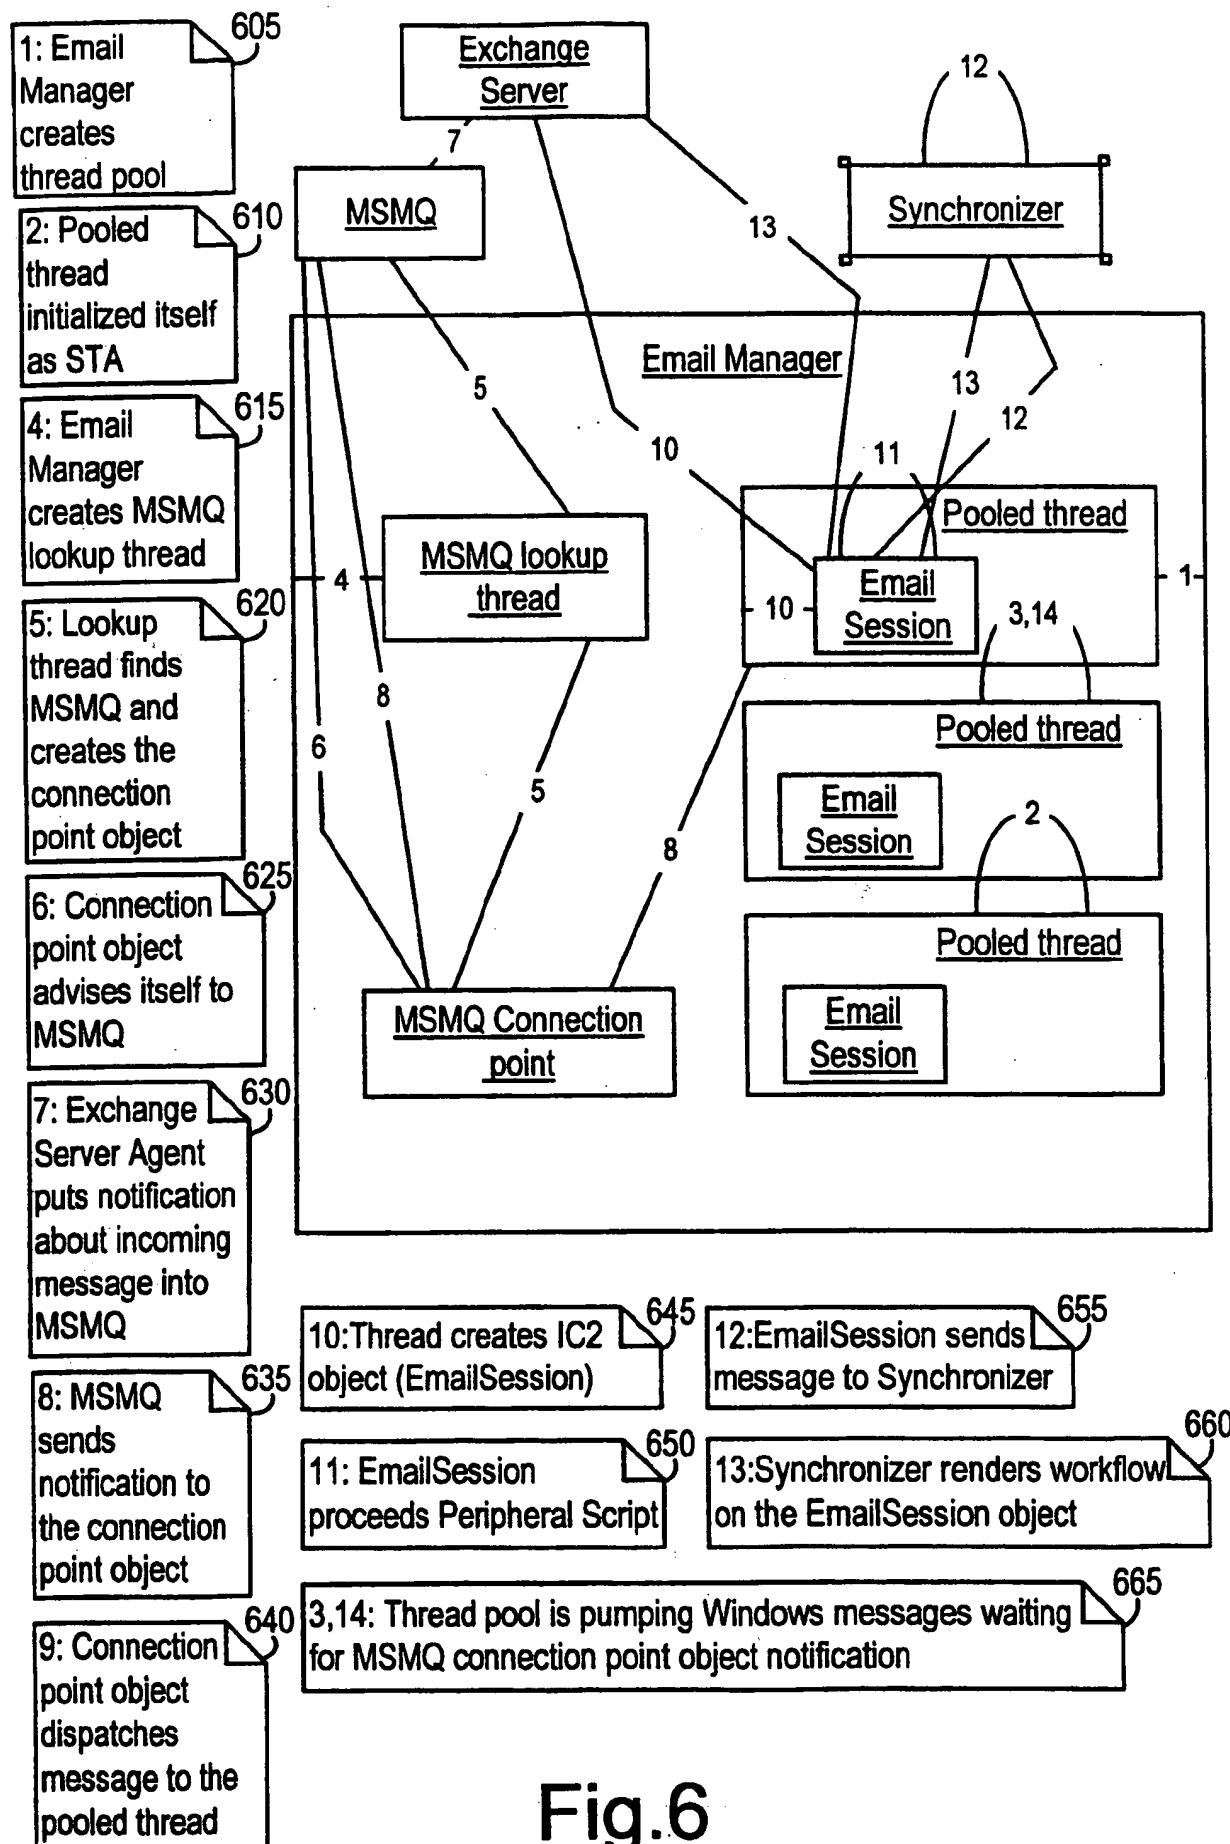 1: Email
Manager
creates
thread pool
605
2: Pooled
thread
initialized itself
as STA
610
4: Email
Manager
creates MSMQ
lookup thread
615
5: Lookup
thread finds
MSMQ and
creates the
connection
point object
620
6: Connection
point object
advises itself to
MSMQ
625
7: Exchange
Server Agent
puts notification
about incoming
message into
MSMQ
630
8: MSMQ
sends
notification to
the connection
point object
635
9: Connection
point object
dispatches
message to the
pooled thread
640
Exchange
Server
7
MSMQ
12
Synchronizer
13
Email Manager
5
10
13
12
11
MSMQ lookup
thread
4
Pooled thread
Email
Session
10
1
3,14
8
6
5
8
Pooled thread
Email
Session
2
Pooled thread
Email
Session
MSMQ Connection
point
10:Thread creates IC2
object (EmailSession)
645
12:EmailSession sends
message to Synchronizer
655
11: EmailSession
proceeds Peripheral Script
650
13:Synchronizer renders workflow
on the EmailSession object
660
3,14: Thread pool is pumping Windows messages waiting
for MSMQ connection point object notification
665
Fig.6